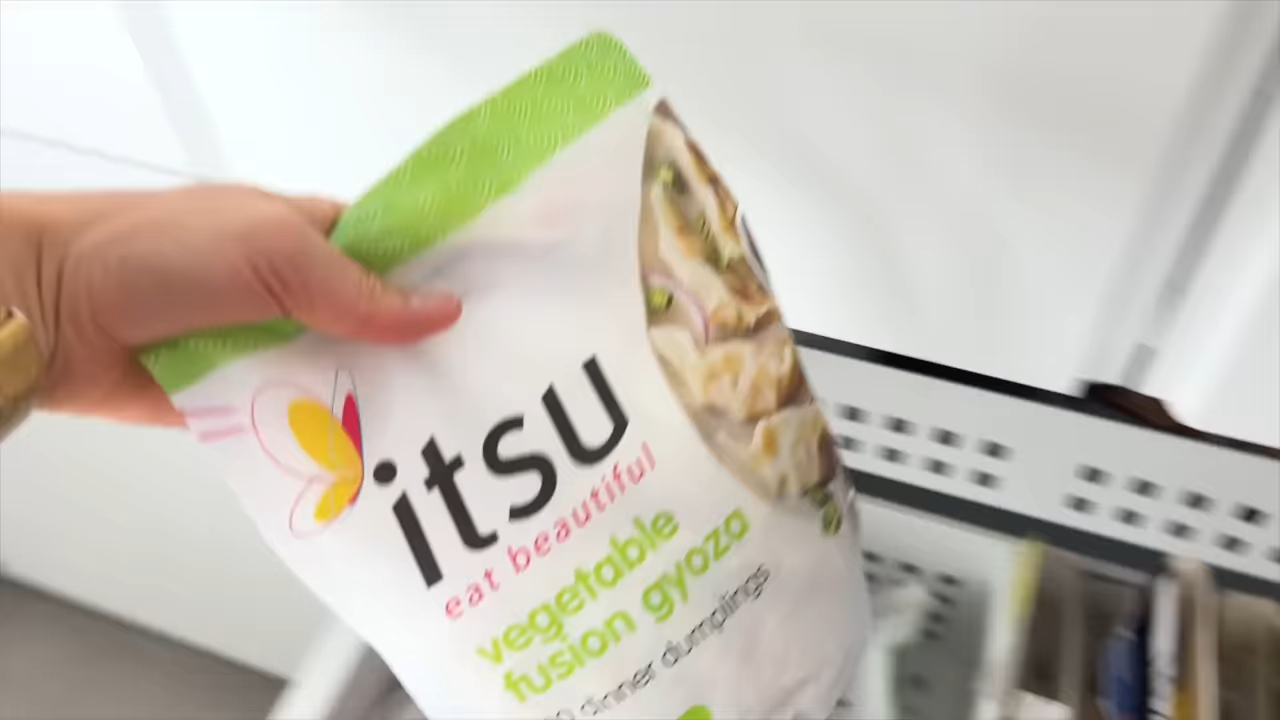 itsu
eat beautiful
vegetable
fusion gyoza
dinner dumplings